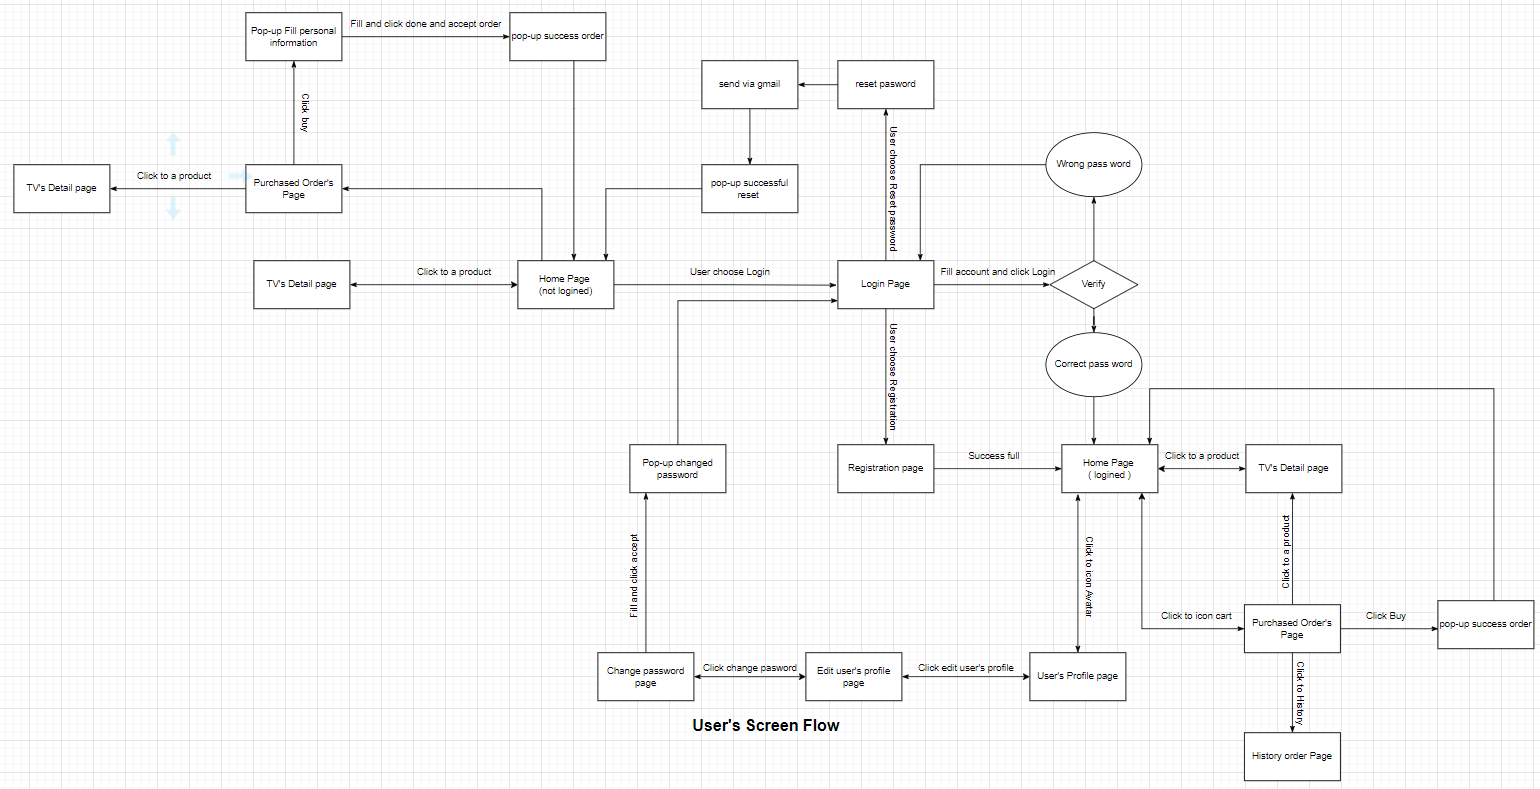 Pop-up Fill personal
information
Fill and click done and accept order
pop-up success order
Click buy
send via gmail
reset pasword
User choose Reset password
Wrong pass word
TV's Detail page
Click to a product
Purchased Order's
Page
pop-up successful
reset
TV's Detail page
Click to a product
Home Page
(not logined)
User choose Login
Login Page
Fill account and click Login
Verify
User choose Registration
Correct pass word
Pop-up changed
password
Registration page
Success full
Home Page
( logined )
Click to a product
TV's Detail page
Fill and click accept
Click to icon Avatar
Click to a product
Click to icon cart
Purchased Order's
Page
Click Buy
pop-up success order
Change password
page
Click change pasword
Edit user's profile
page
Click edit user's profile
User's Profile page
Click to History
User's Screen Flow
History order Page